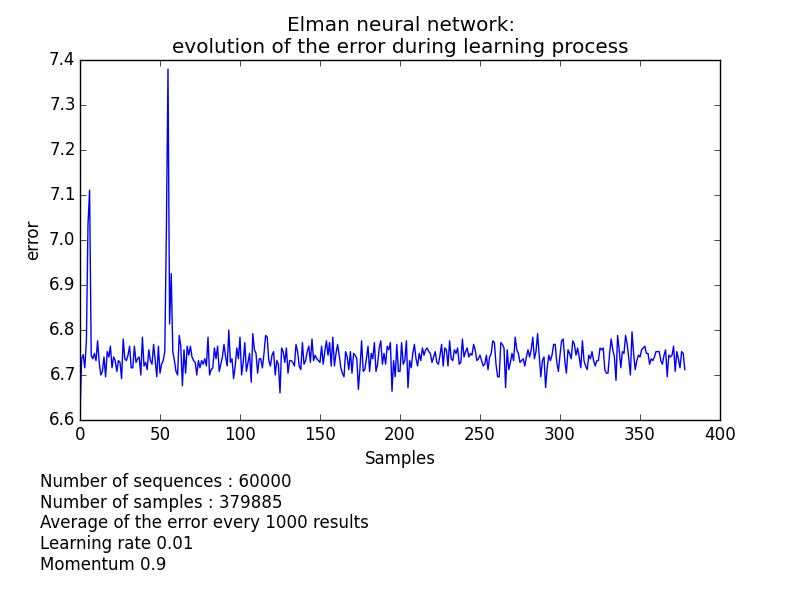 Elman neural network:
evolution of the error during learning process
7.4
7.3
7.2
7.1
7.0
6.9
6.8
6.7
6.6
error
0
50
100
150
200
250
300
350
400
Samples
Number of sequences : 60000
Number of samples : 379885
Average of the error every 1000 results
Learning rate 0.01
Momentum 0.9